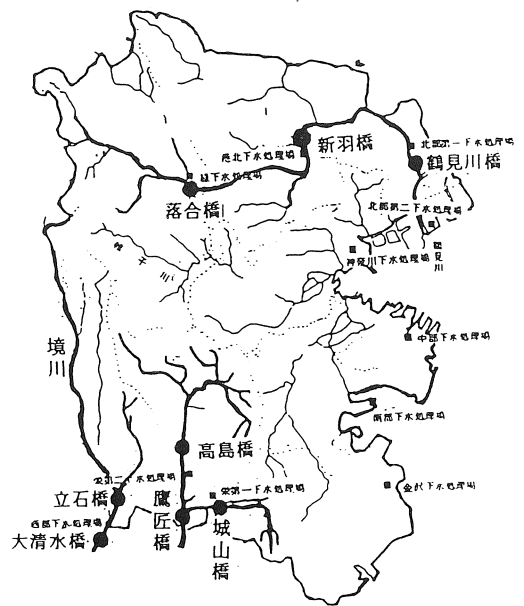 北部第一下水処理場
新羽橋
港北下水処理場
鶴見川橋
緑下水処理場
落合橋
北部第二下水処理場
鶴見川
神奈川下水処理場
境川
中部下水処理場
南部下水処理場
高島橋
栄第二下水処理場
栄第一下水処理場
金沢下水処理場
立石橋
鷹匠橋
城山橋
西部下水処理場
大清水橋